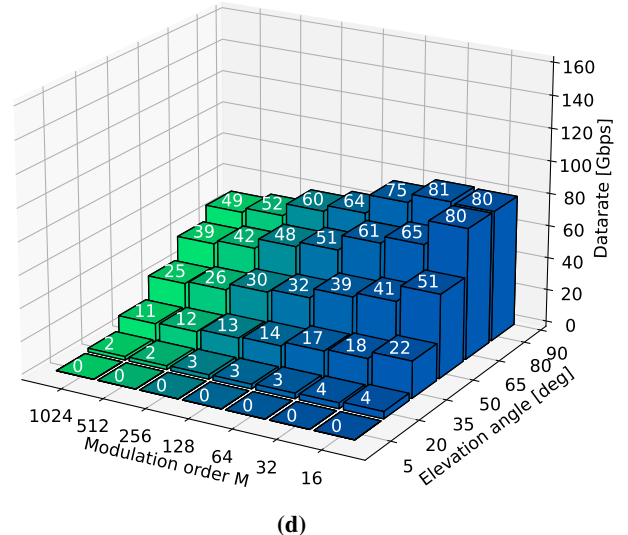 160
140
120
100
80
60
40
20
0
Datarate [Gbps]
49 52 60 64 75 81 80
39 42 48 51 61 65 80
25 26 30 32 39 41 51
11 12 13 14 17 18 22
2 2 3 3 3 4 4
0 0 0 0 0 0 0
1024 512 256 128 64 32 16
Modulation order M
5 20 35 50 65 80 90
Elevation angle [deg]
(d)